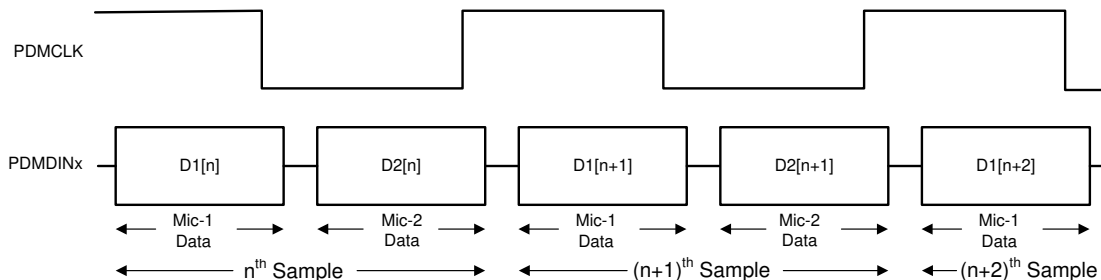 PDMCLK
PDMDINx
D1[n]
D2[n]
D1[n+1]
D2[n+1]
D1[n+2]
Mic-1
Data
Mic-2
Data
Mic-1
Data
Mic-2
Data
Mic-1
Data
nth Sample
(n+1)th Sample
(n+2)th Sample